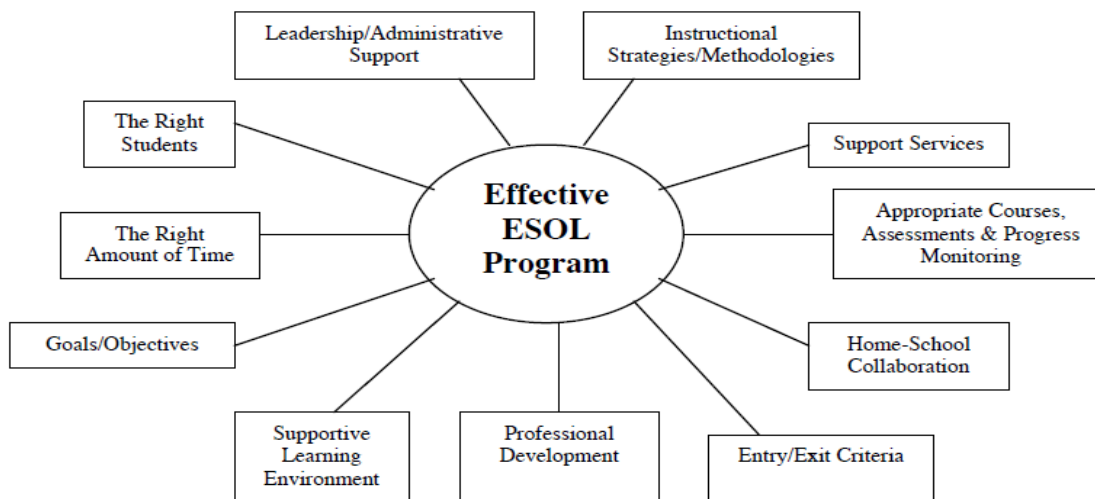 Leadership/Administrative
Support
Instructional
Strategies/Methodologies
The Right
Students
Support Services
Effective
ESOL
Program
Appropriate Courses,
Assessments & Progress
Monitoring
The Right
Amount of Time
Goals/Objectives
Home-School
Collaboration
Supportive
Learning
Environment
Professional
Development
Entry/Exit Criteria